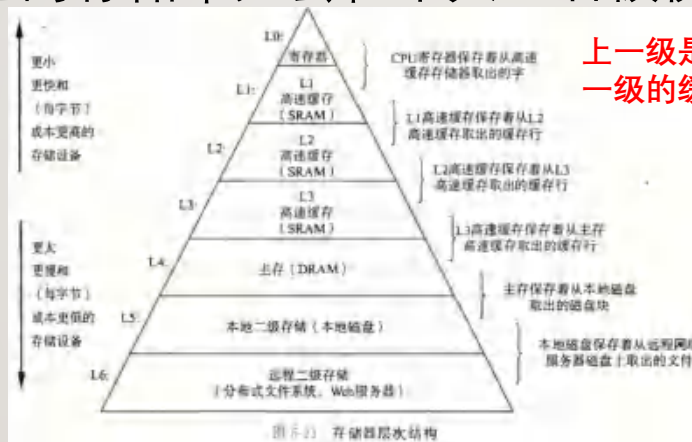 上一级是
一级的缓
更小
更快和
(每字节)
成本更高的
存储设备
更大
更慢和
(每字节)
成本更低的
存储设备
L0:
寄存器
CPU寄存器保存着从高速
缓存存储器取出的字
L1:
L1
高速缓存
(SRAM)
L1高速缓存保存着从L2
高速缓存取出的缓存行
L2:
L2
高速缓存
(SRAM)
L2高速缓存保存着从L3
高速缓存取出的缓存行
L3:
L3
高速缓存
(SRAM)
L3高速缓存保存着从主存
高速缓存取出的缓存行
L4:
主存(DRAM)
主存保存着从本地磁盘
取出的磁盘块
L5:
本地二级存储(本地磁盘)
本地磁盘保存着从远程网络
服务器磁盘上取出的文件
L6:
远程二级存储
(分布式文件系统,Web服务器)
存储器层次结构